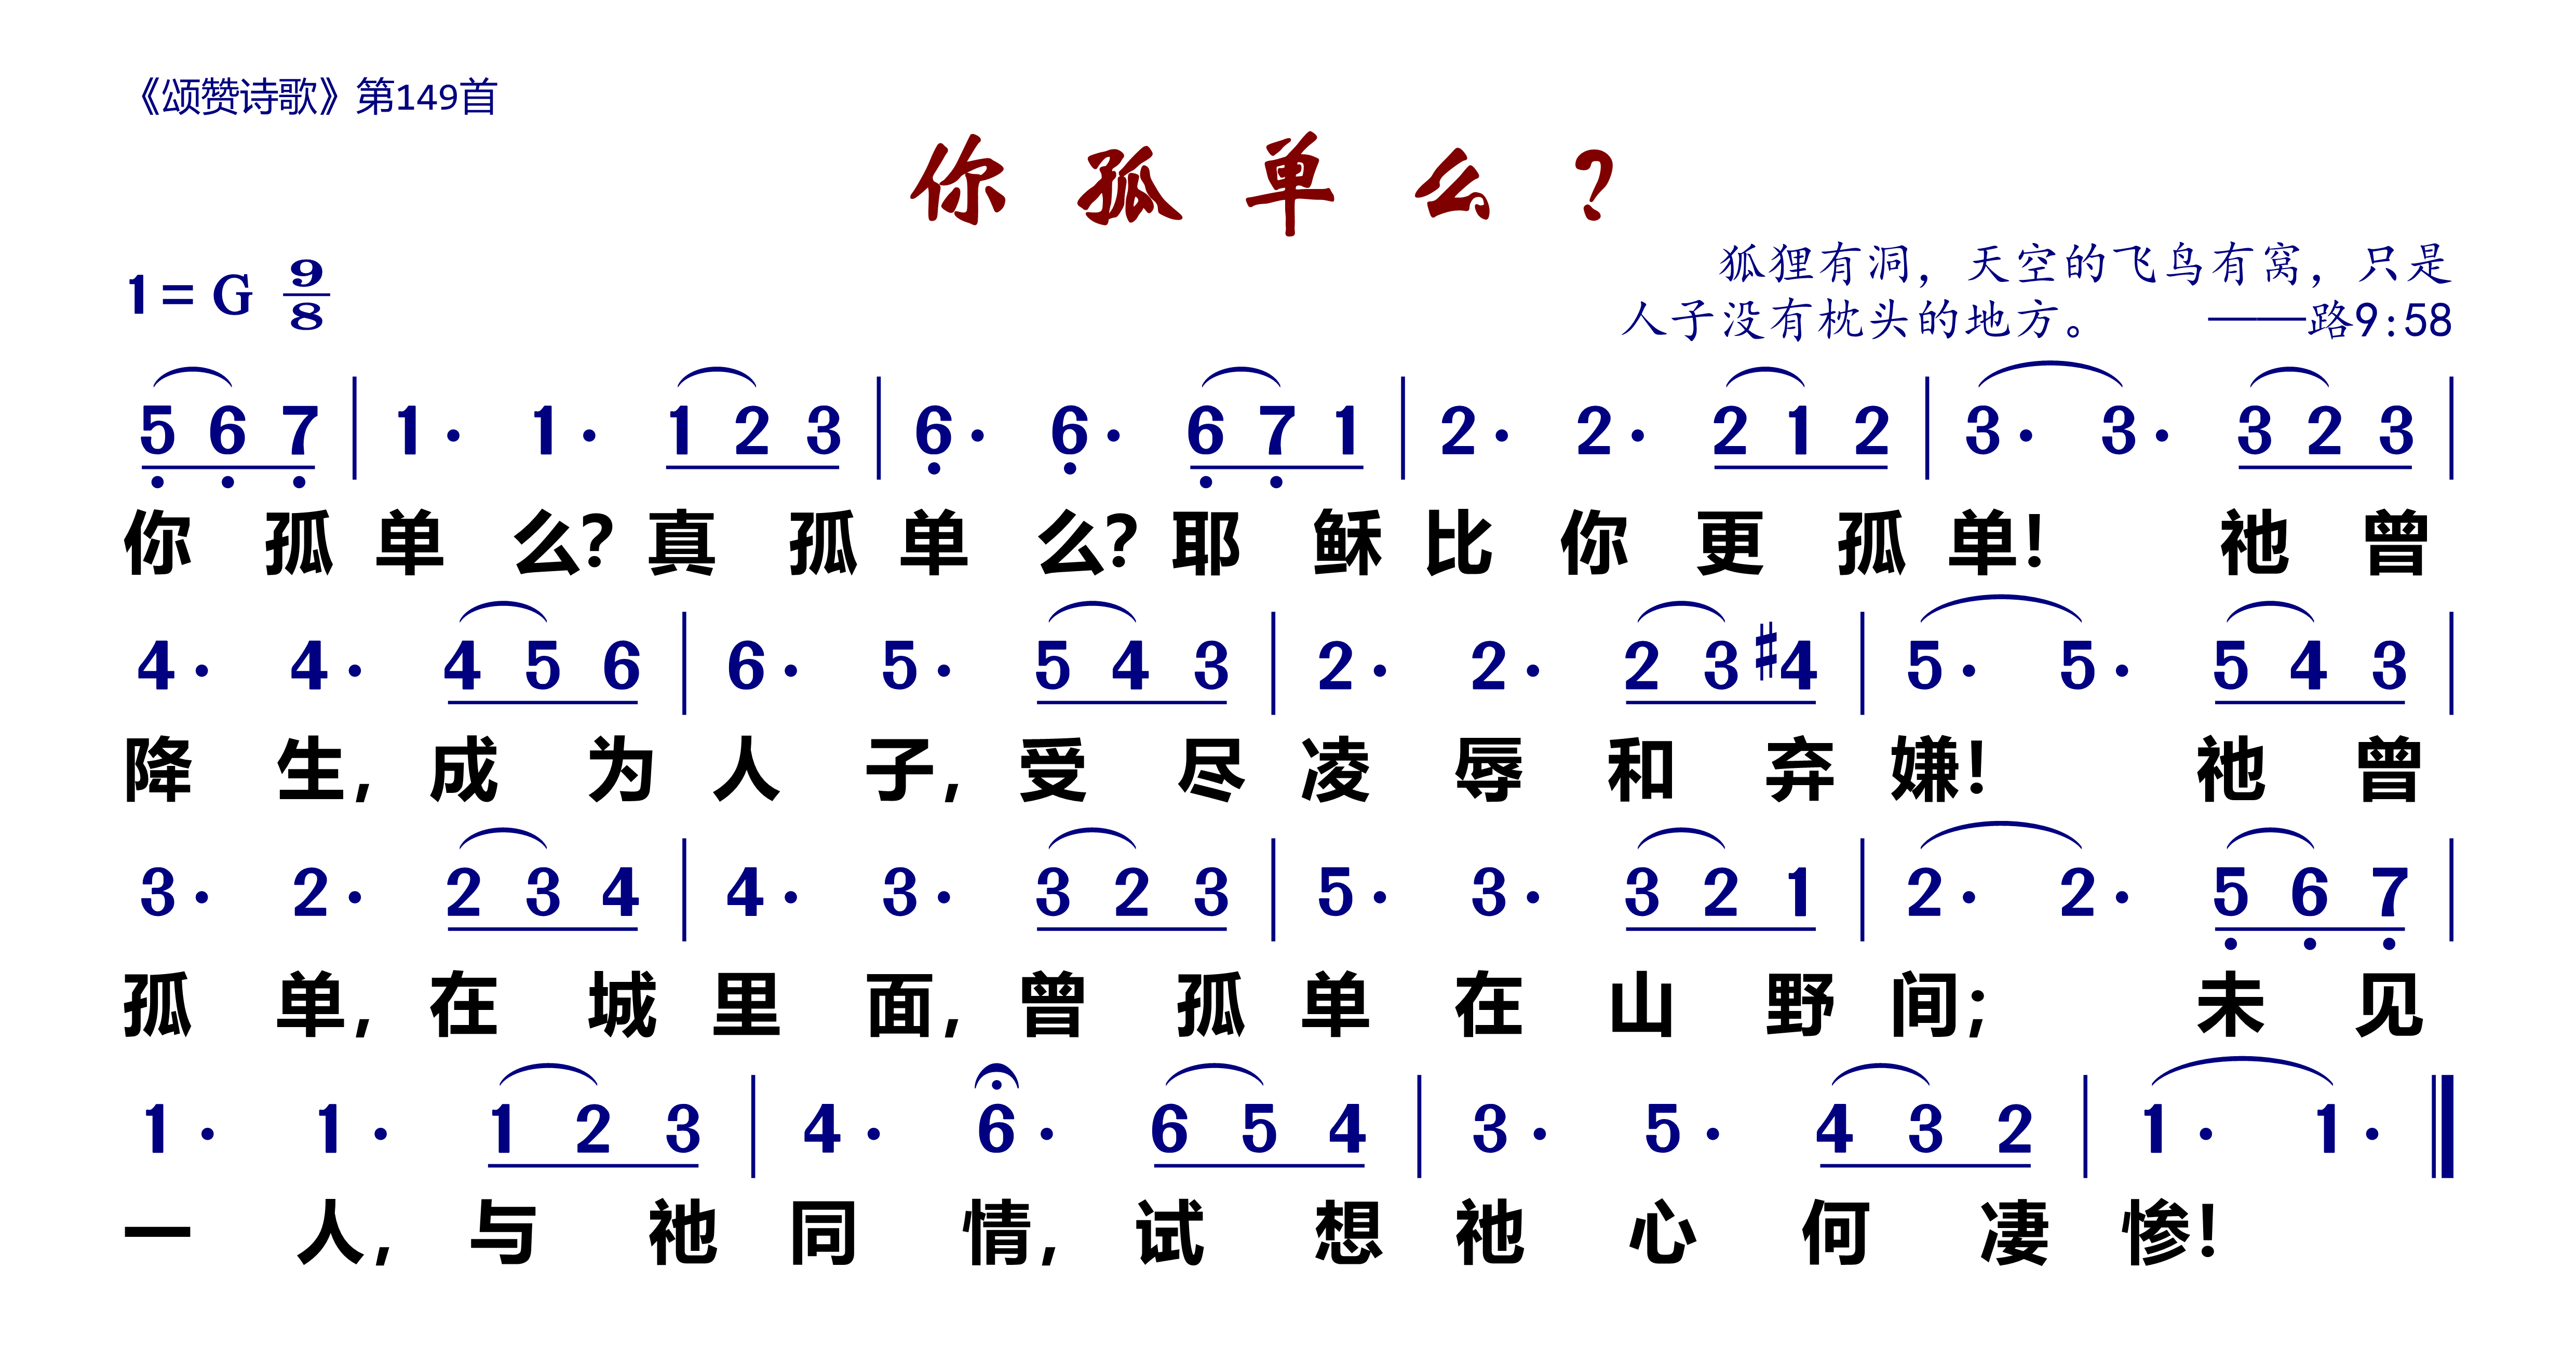 《颂赞诗歌》第149首
你孤单么？
1=G 9/8
狐狸有洞，天空的飞鸟有窝，只是
人子没有枕头的地方。 ——路9:58
5̣ 6̣ 7̣ | 1· 1· 1 2 3 | 6̣· 6̣· 6̣ 7̣ 1 | 2· 2· 2 1 2 | 3· 3· 3 2 3 |
你 孤 单 么？真 孤 单 么？耶 稣 比 你 更 孤 单！ 祂 曾
4· 4· 4 5 6 | 6· 5· 5 4 3 | 2· 2· 2 3 #4 | 5· 5· 5 4 3 |
降 生，成 为 人 子，受 尽 凌 辱 和 弃 嫌！ 祂 曾
3· 2· 2 3 4 | 4· 3· 3 2 3 | 5· 3· 3 2 1 | 2· 2· 5̣ 6̣ 7̣ |
孤 单，在 城 里 面，曾 孤 单 在 山 野 间； 未 见
1· 1· 1 2 3 | 4· 6· 6 5 4 | 3· 5· 4 3 2 | 1· 1· ‖
一 人，与 祂 同 情，试 想 祂 心 何 凄 惨！